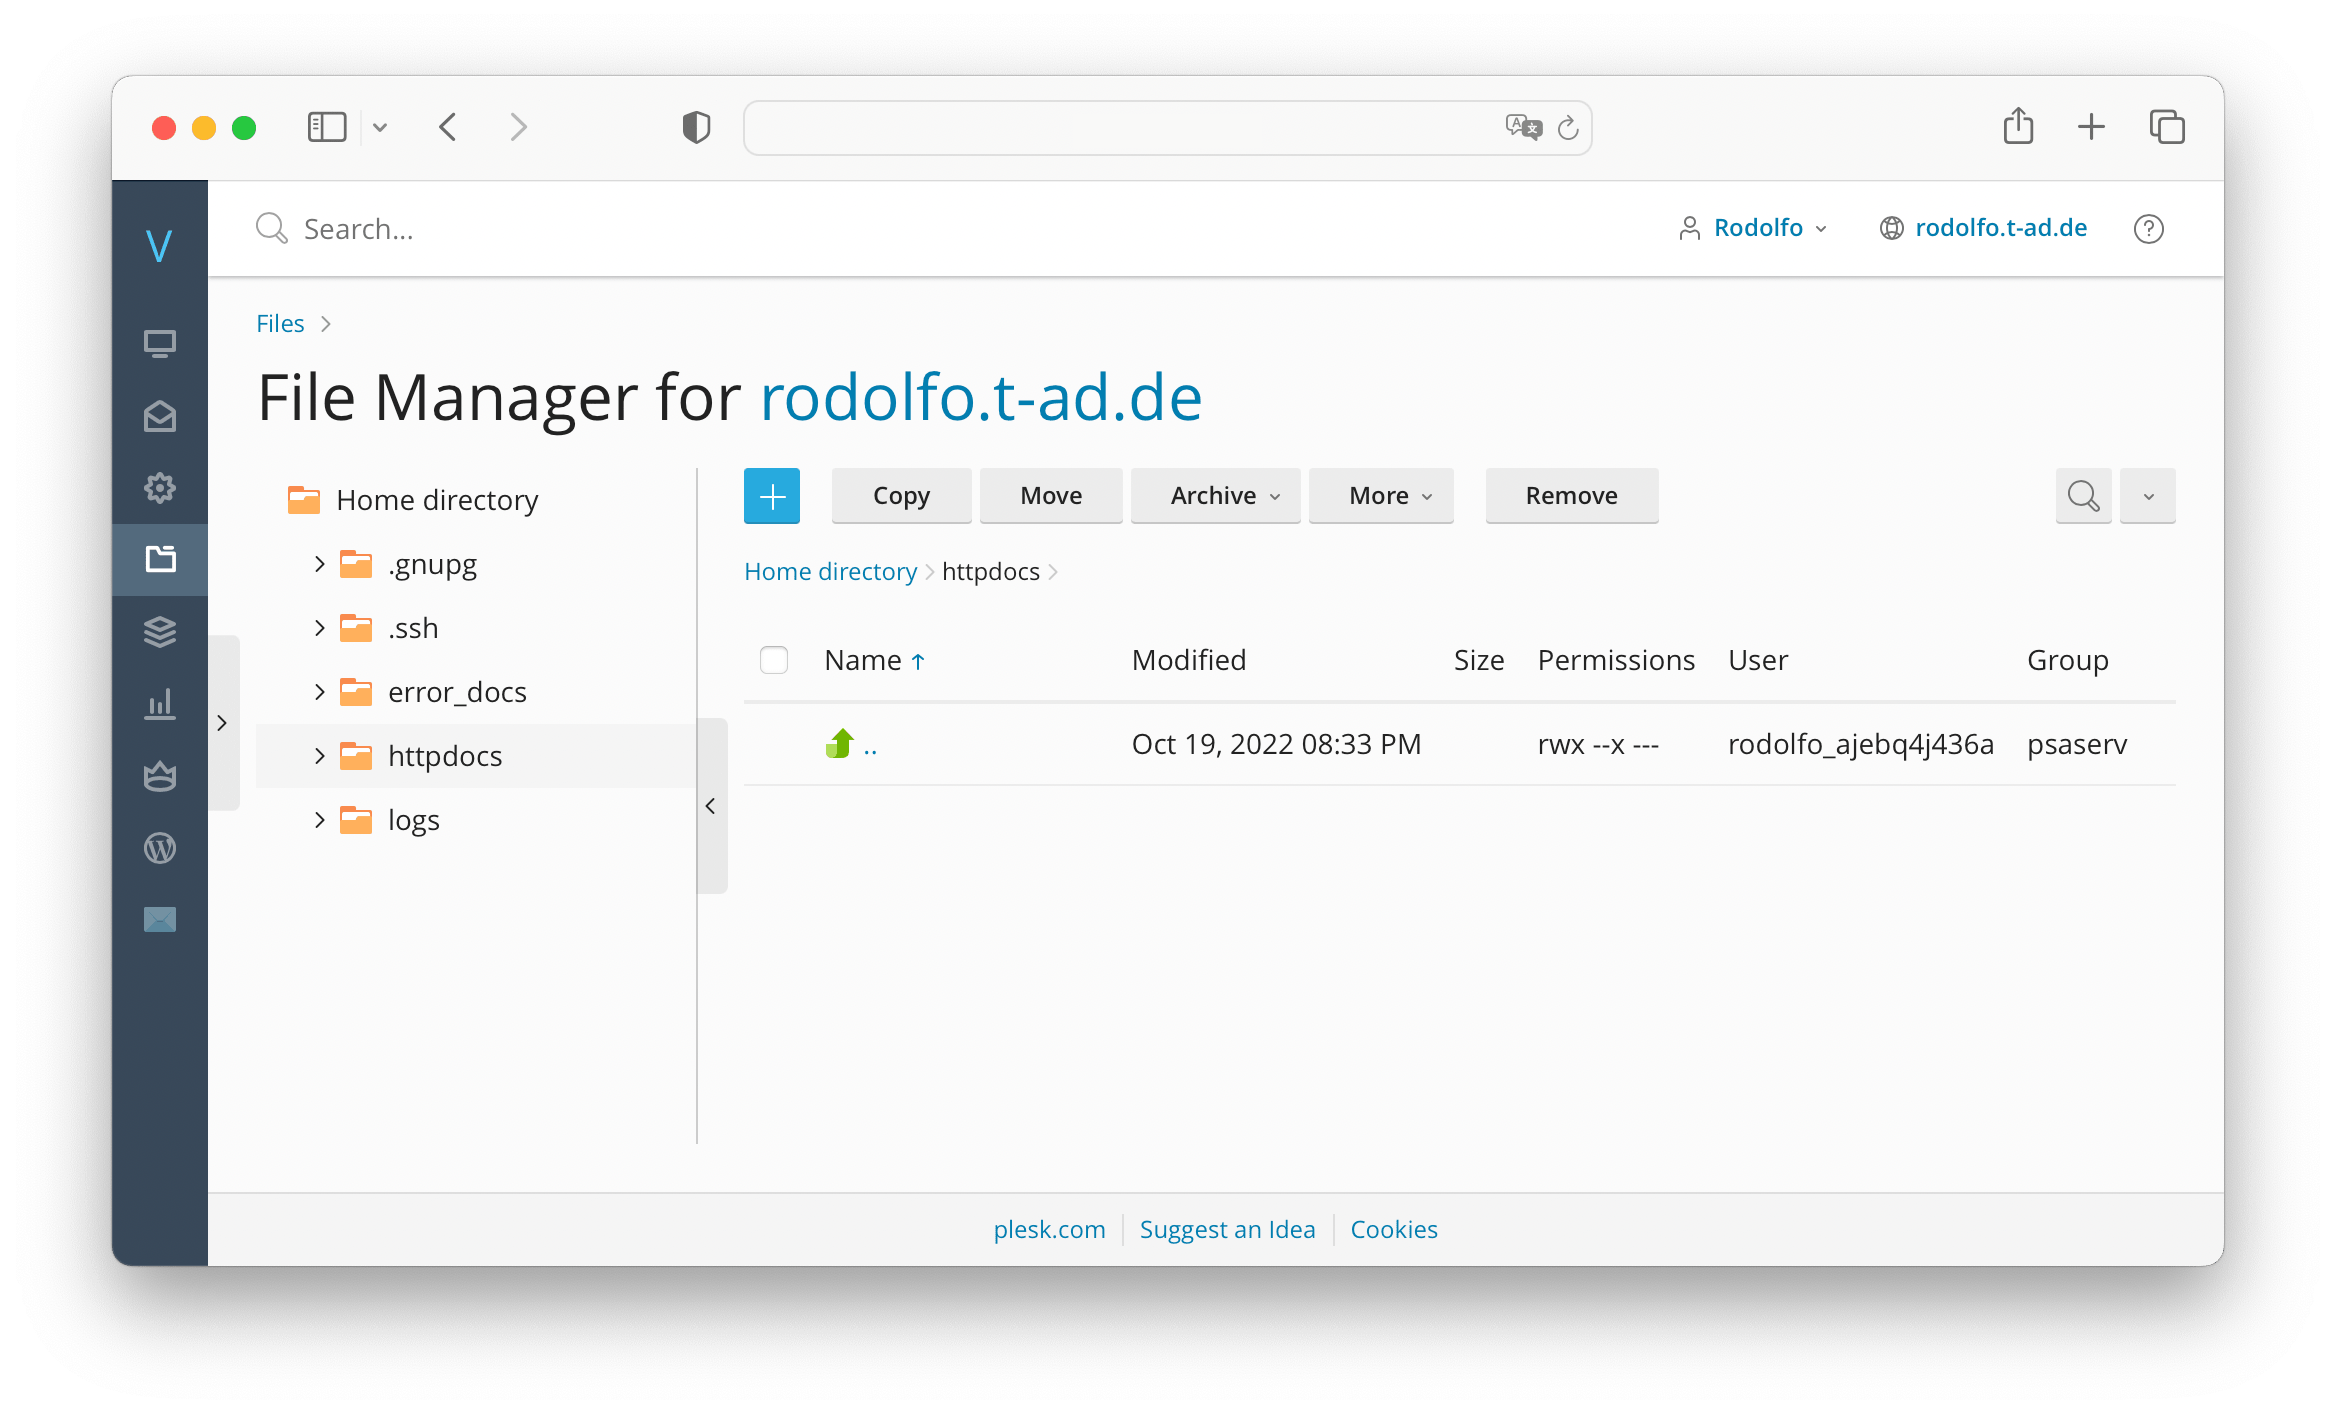 Search...
Rodolfo
rodolfo.t-ad.de
V
Files
File Manager for rodolfo.t-ad.de
Home directory
.gnupg
.ssh
error_docs
httpdocs
logs
Copy Move Archive More Remove
Home directory httpdocs
Name Modified Size Permissions User Group
.. Oct 19, 2022 08:33 PM rwx --x --- rodolfo_ajebq4j436a psaserv
plesk.com Suggest an Idea Cookies